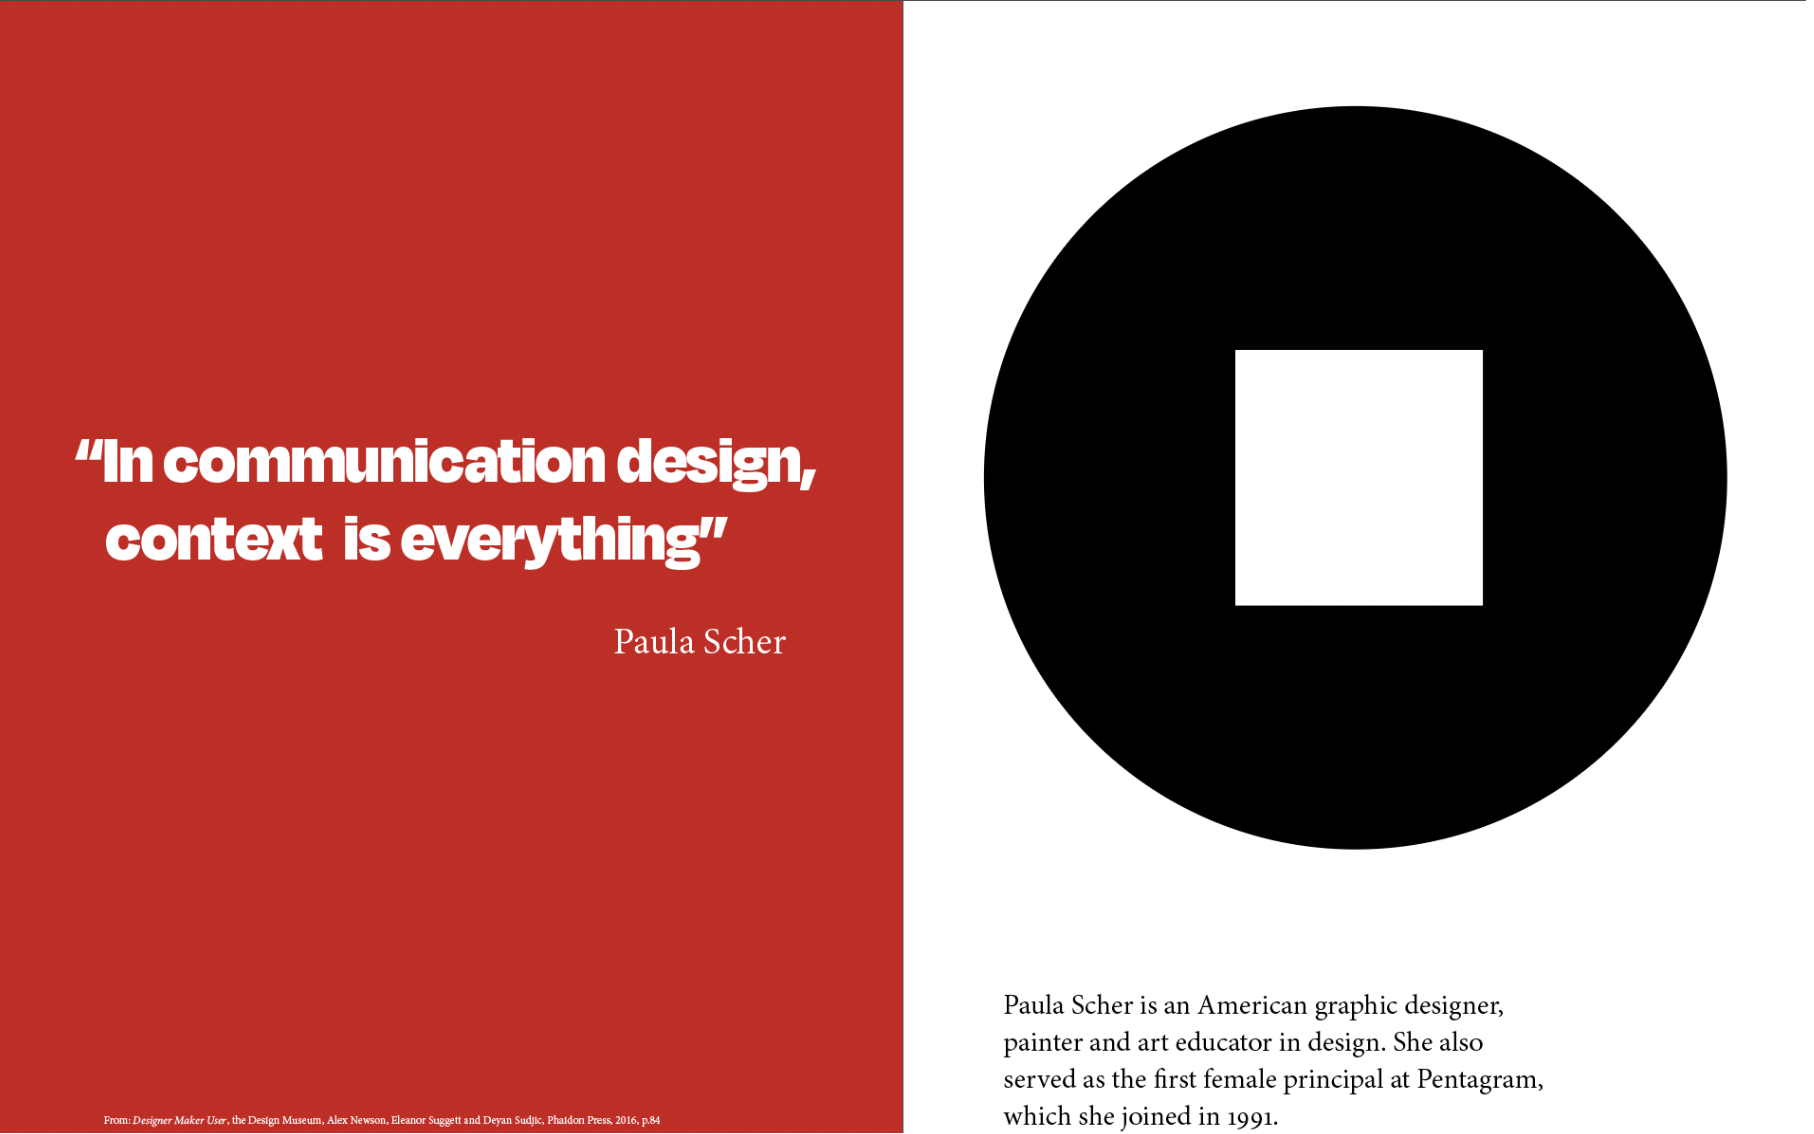 “In communication design,
context  is everything”
Paula Scher
From: Designer Maker User, the Design Museum, Alex Newson, Eleanor Suggett and Deyan Sudjic, Phaidon Press, 2016, p.84
Paula Scher is an American graphic designer,
painter and art educator in design. She also
served as the first female principal at Pentagram,
which she joined in 1991.